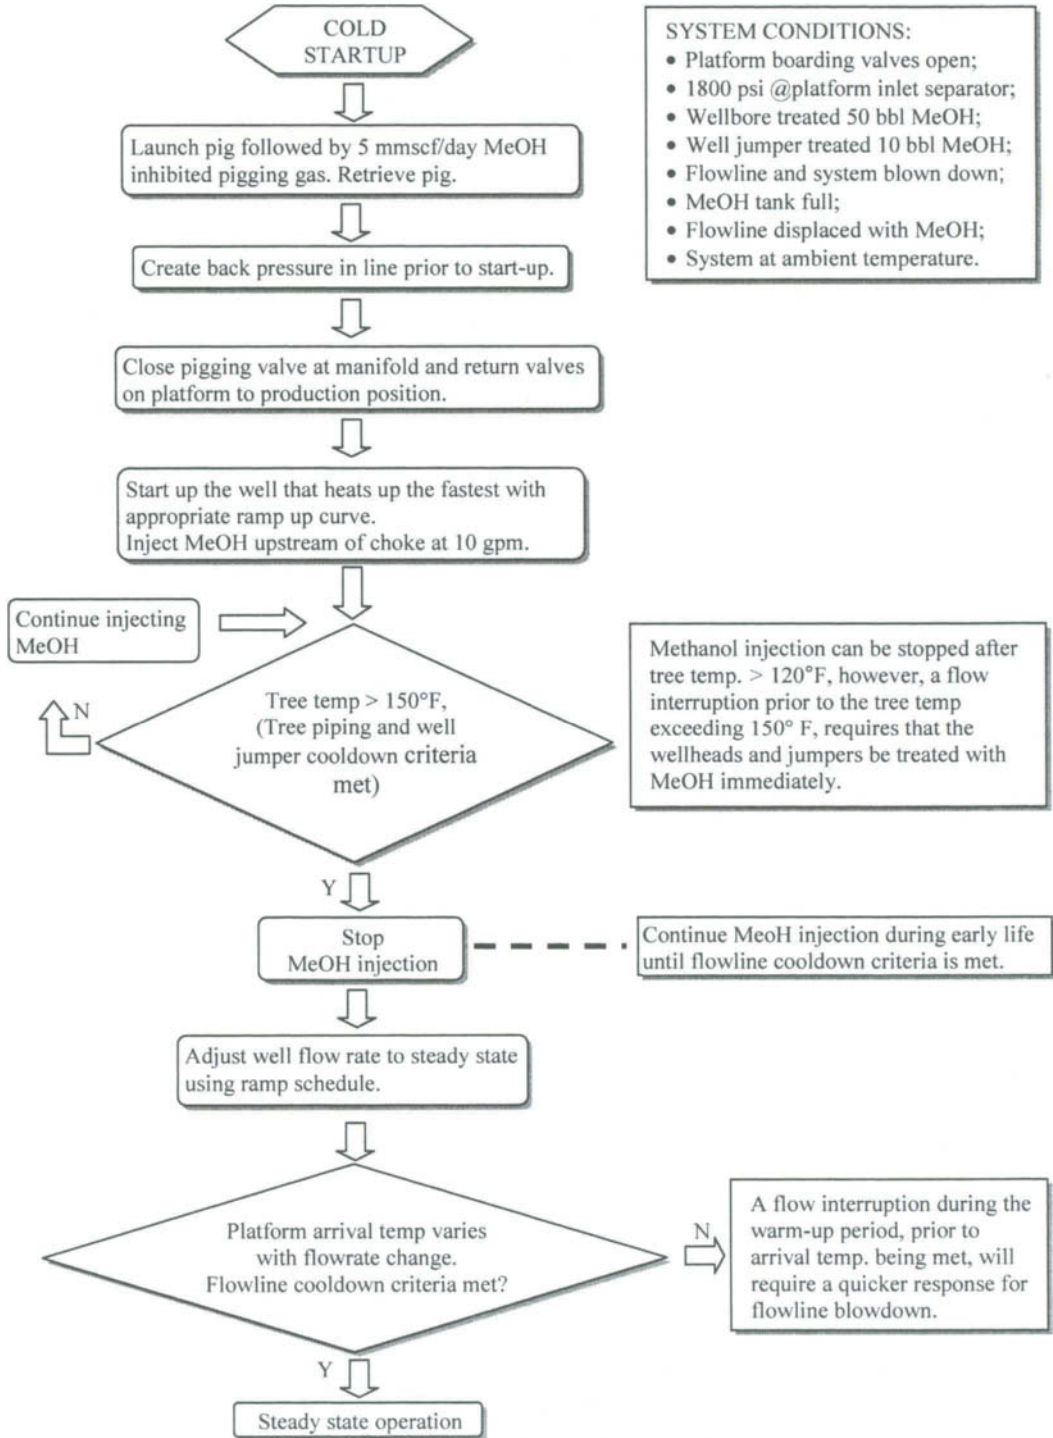 COLD
STARTUP
SYSTEM CONDITIONS:
• Platform boarding valves open;
• 1800 psi @platform inlet separator;
• Wellbore treated 50 bbl MeOH;
• Well jumper treated 10 bbl MeOH;
• Flowline and system blown down;
• MeOH tank full;
• Flowline displaced with MeOH;
• System at ambient temperature.
Launch pig followed by 5 mmscf/day MeOH
inhibited pigging gas. Retrieve pig.
Create back pressure in line prior to start-up.
Close pigging valve at manifold and return valves
on platform to production position.
Start up the well that heats up the fastest with
appropriate ramp up curve.
Inject MeOH upstream of choke at 10 gpm.
Continue injecting
MeOH
N
Tree temp > 150°F,
(Tree piping and well
jumper cooldown criteria
met)
Methanol injection can be stopped after
tree temp. > 120°F, however, a flow
interruption prior to the tree temp
exceeding 150° F, requires that the
wellheads and jumpers be treated with
MeOH immediately.
Y
Stop
MeOH injection
Continue MeoH injection during early life
until flowline cooldown criteria is met.
Adjust well flow rate to steady state
using ramp schedule.
Platform arrival temp varies
with flowrate change.
Flowline cooldown criteria met?
N
A flow interruption during the
warm-up period, prior to
arrival temp. being met, will
require a quicker response for
flowline blowdown.
Y
Steady state operation